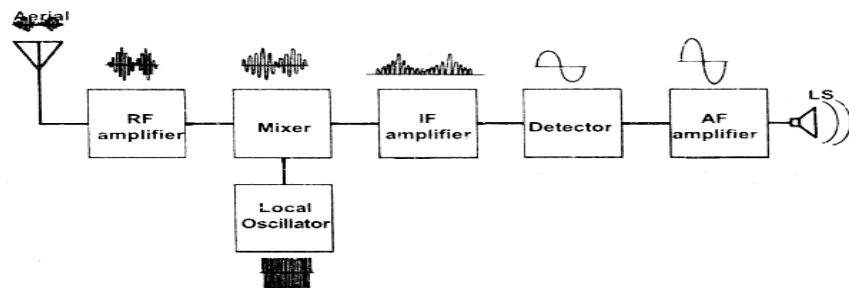 Aerial
RF
amplifier
Mixer
IF
amplifier
Detector
AF
amplifier
LS
Local
Oscillator